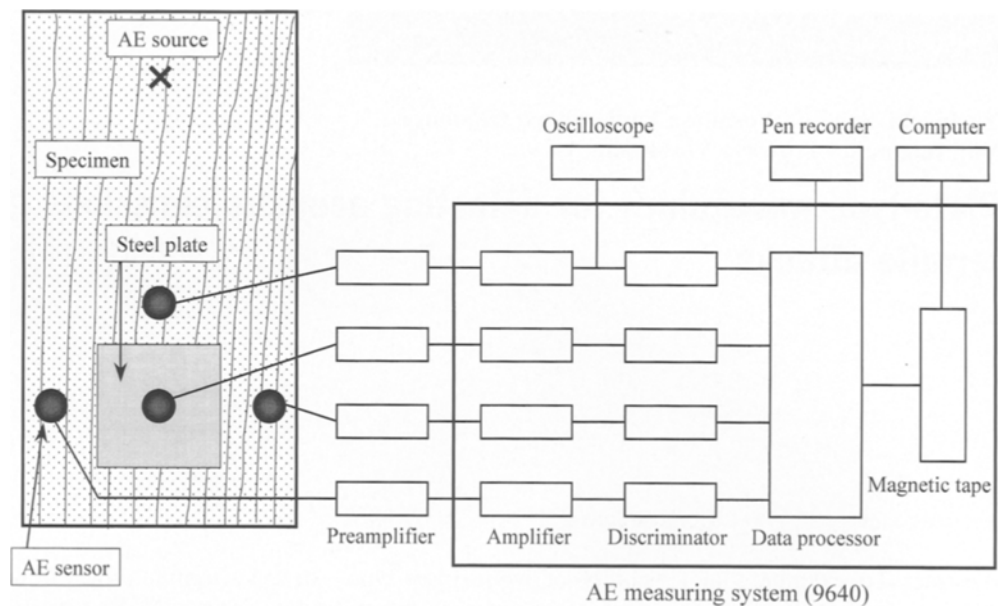 AE source
Specimen
Steel plate
AE sensor
Oscilloscope
Pen recorder
Computer
Preamplifier
Amplifier
Discriminator
Data processor
Magnetic tape
AE measuring system (9640)